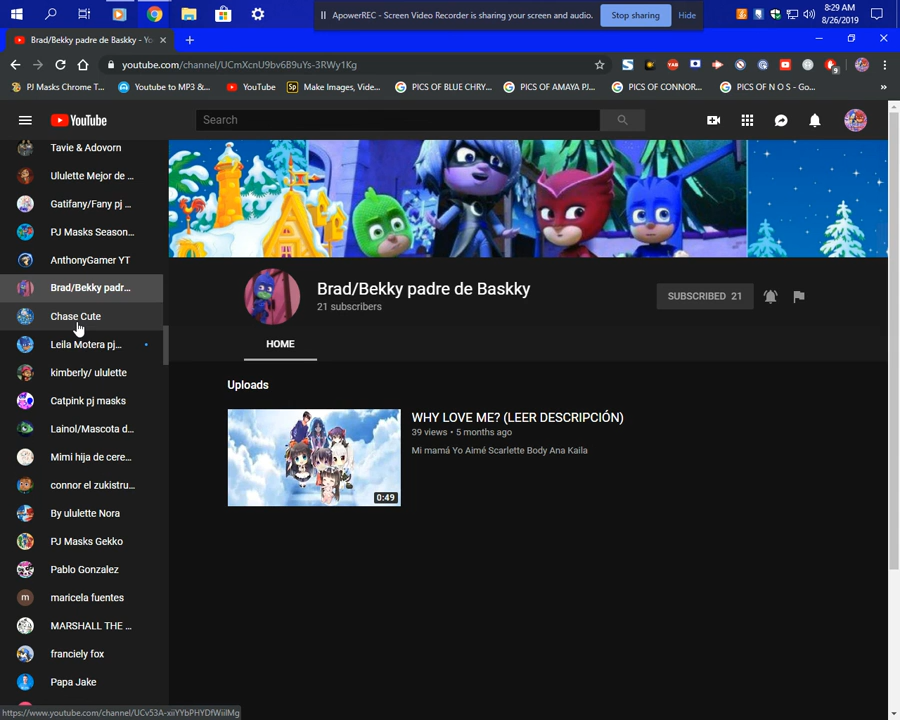 ApowerREC - Screen Video Recorder is sharing your screen and audio.
Stop sharing
Hide
8:29 AM
8/26/2019
Brad/Bekky padre de Baskky - Yo
youtube.com/channel/UCmXcnU9bv6B9uYs-3RWy1Kg
PJ Masks Chrome T...
Youtube to MP3 &...
YouTube
Make Images, Vide...
PICS OF BLUE CHRY...
PICS OF AMAYA PJ...
PICS OF CONNOR...
PICS OF N O S - Go...
YouTube
Search
Tavie & Adovorn
Ululette Mejor de ...
Gatifany/Fany pj ...
PJ Masks Season...
AnthonyGamer YT
Brad/Bekky padr...
Chase Cute
Leila Motera pj...
kimberly/ ululette
Catpink pj masks
Lainol/Mascota d...
Mimi hija de cere...
connor el zukistru...
By ululette Nora
PJ Masks Gekko
Pablo Gonzalez
m
maricela fuentes
MARSHALL THE ...
franciely fox
Papa Jake
Brad/Bekky padre de Baskky
21 subscribers
SUBSCRIBED 21
HOME
Uploads
WHY LOVE ME? (LEER DESCRIPCIÓN)
39 views • 5 months ago
Mi mamá Yo Aimé Scarlette Body Ana Kaila
0:49